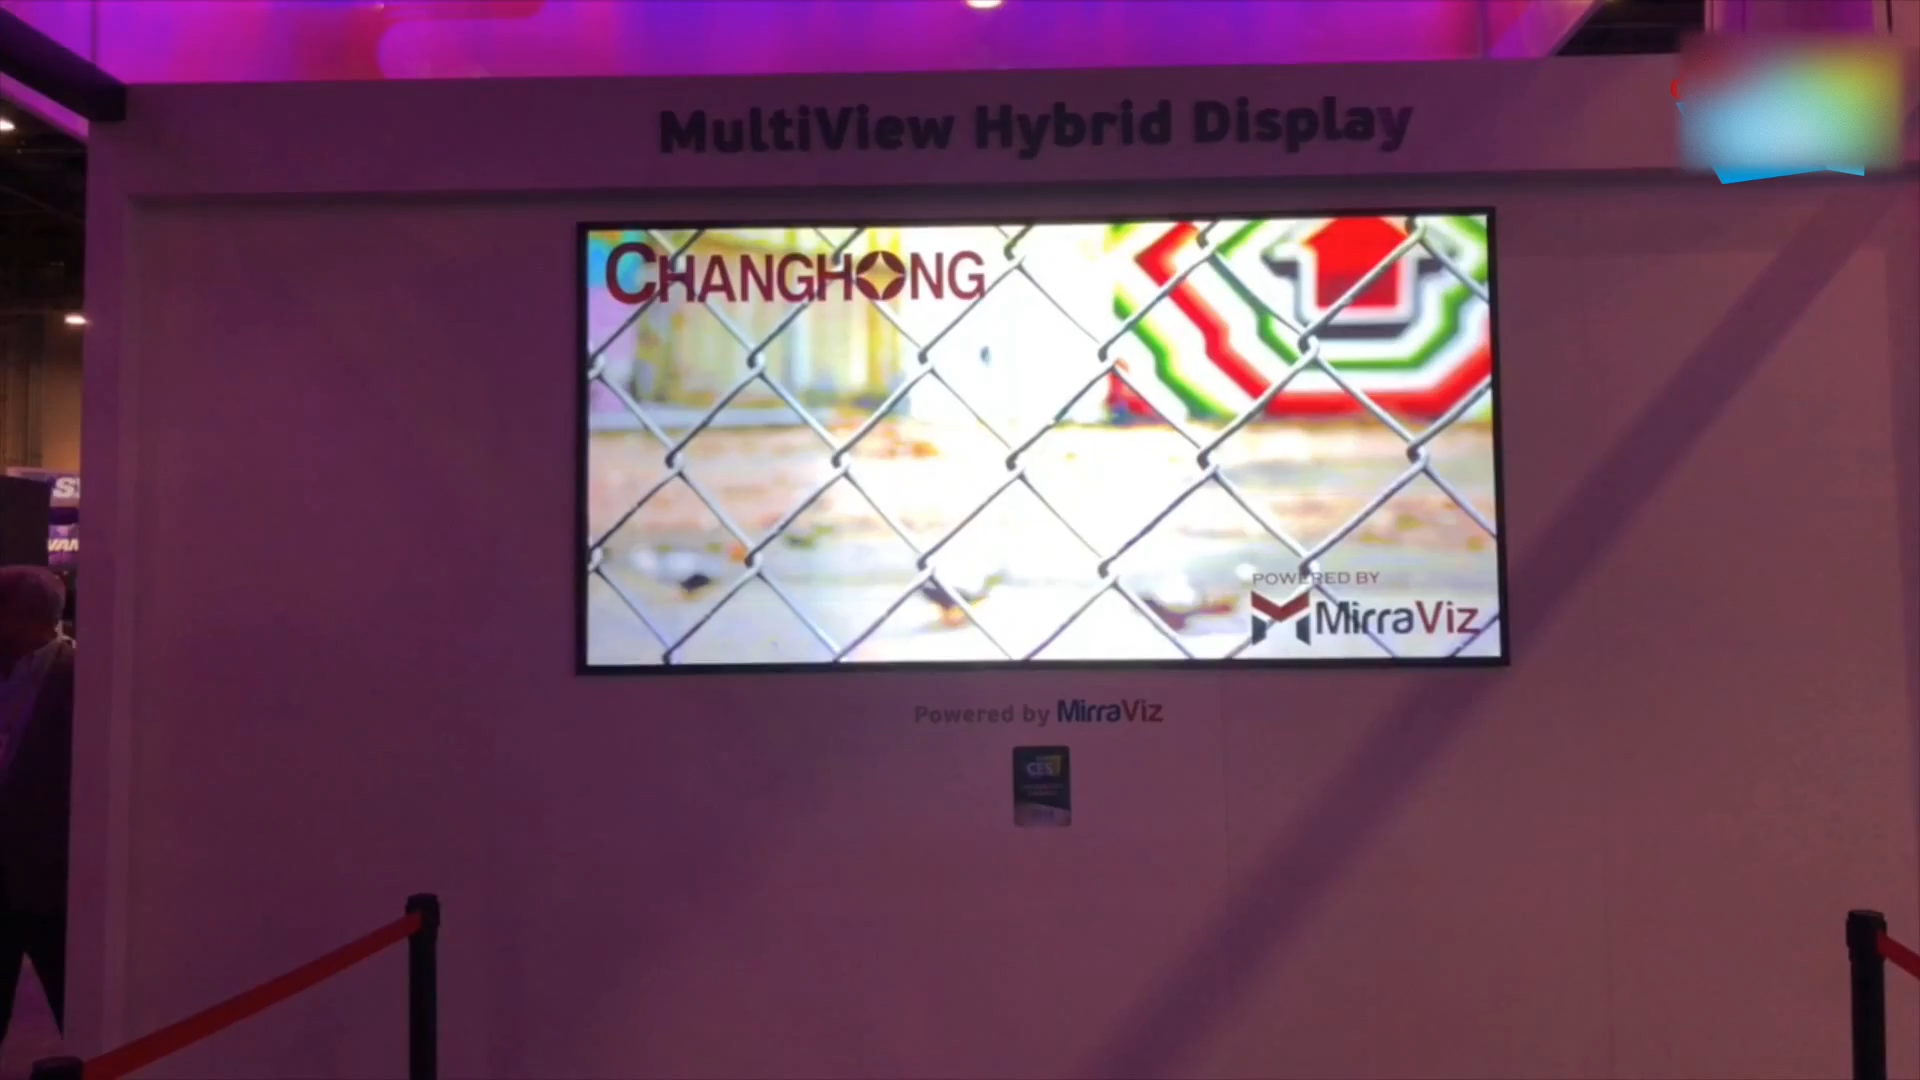 MultiView Hybrid Display
CHANGHONG
POWERED BY
MirraViz
Powered by MirraViz
CES